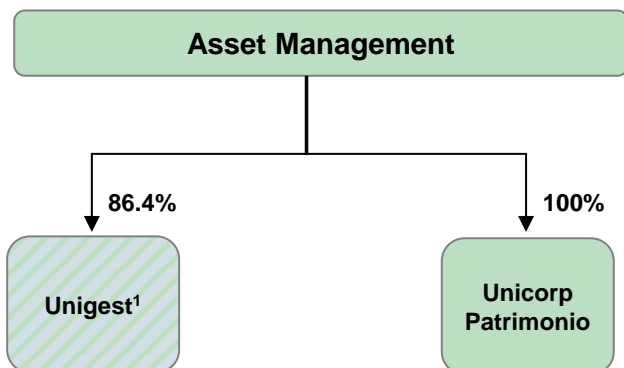 Asset Management
86.4%
100%
Unigest¹
Unicorp
Patrimonio